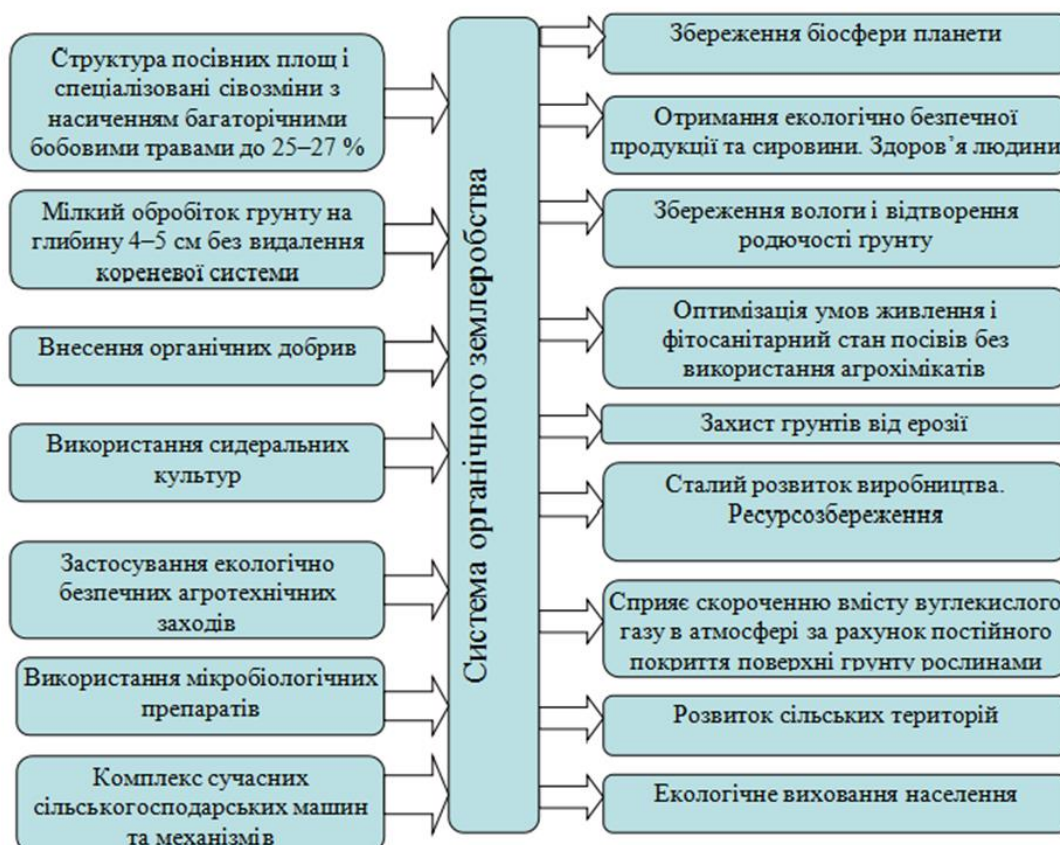 Структура посівних площ і
спеціалізовані сівозміни з
насиченням багаторічними
бобовими травами до 25–27 %
Мілкий обробіток грунту на
глибину 4–5 см без видалення
кореневої системи
Внесення органічних добрив
Використання сидеральних
культур
Застосування екологічно
безпечних агротехнічних
заходів
Використання мікробіологічних
препаратів
Комплекс сучасних
сільськогосподарських машин
та механізмів
Система органічного землеробства
Збереження біосфери планети
Отримання екологічно безпечної
продукції та сировини. Здоров’я людини
Збереження вологи і відтворення
родючості ґрунту
Оптимізація умов живлення і
фітосанітарний стан посівів без
використання агрохімікатів
Захист грунтів від ерозії
Сталий розвиток виробництва.
Ресурсозбереження
Сприяє скороченню вмісту вуглекислого
газу в атмосфері за рахунок постійного
покриття поверхні грунту рослинами
Розвиток сільських територій
Екологічне виховання населення